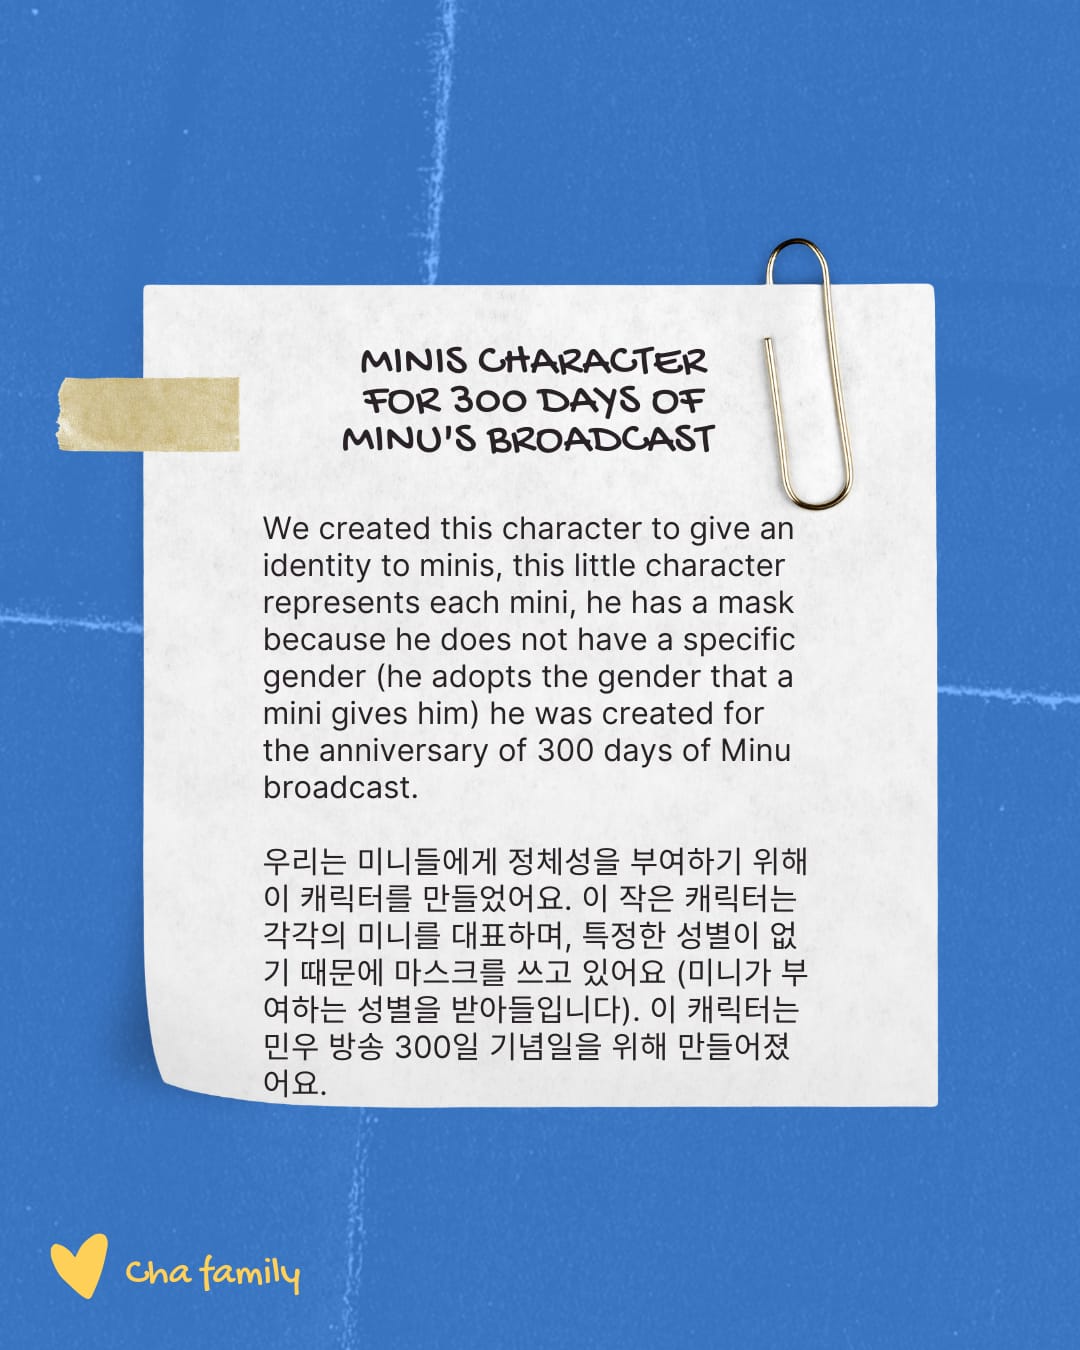 MINIS CHARACTER
FOR 300 DAYS OF
MINU'S BROADCAST
We created this character to give an
identity to minis, this little character
represents each mini, he has a mask
because he does not have a specific
gender (he adopts the gender that a
mini gives him) he was created for
the anniversary of 300 days of Minu
broadcast.
우리는 미니들에게 정체성을 부여하기 위해
이 캐릭터를 만들었어요. 이 작은 캐릭터는
각각의 미니를 대표하며, 특정한 성별이 없
기 때문에 마스크를 쓰고 있어요 (미니가 부
여하는 성별을 받아들입니다). 이 캐릭터는
민우 방송 300일 기념일을 위해 만들어졌
어요.
Cha family